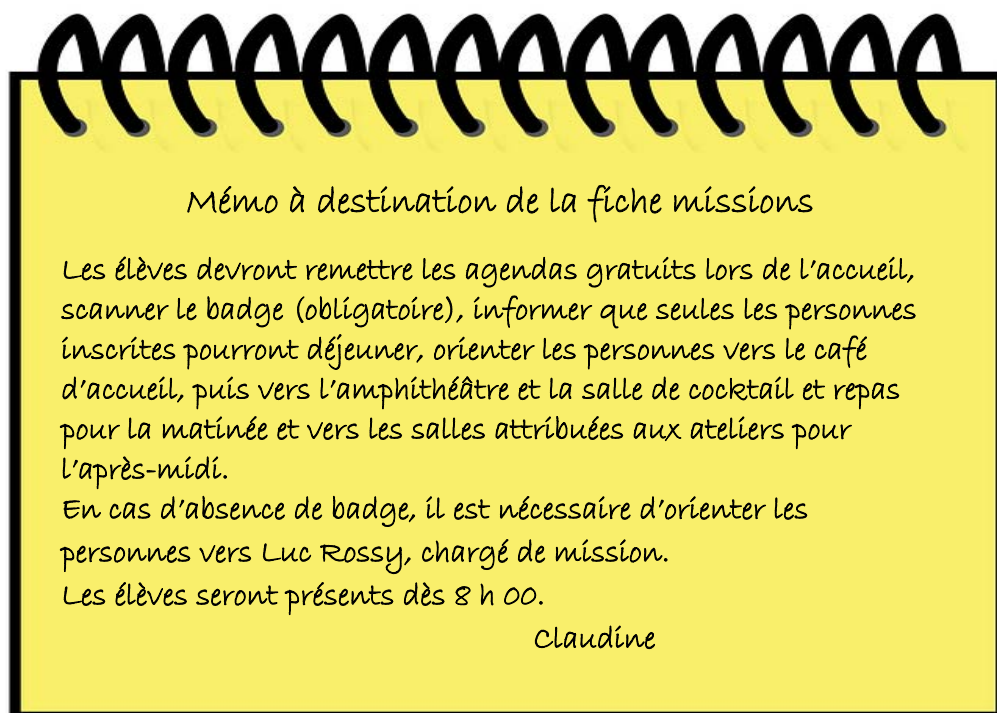 Mémo à destination de la fiche missions
Les élèves devront remettre les agendas gratuits lors de l'accueil,
scanner le badge (obligatoire), informer que seules les personnes
inscrites pourront déjeuner, orienter les personnes vers le café
d'accueil, puis vers l'amphithéâtre et la salle de cocktail et repas
pour la matinée et vers les salles attribuées aux ateliers pour
l'après-midi.
En cas d'absence de badge, il est nécessaire d'orienter les
personnes vers Luc Rossy, chargé de mission.
Les élèves seront présents dès 8 h 00.
Claudine